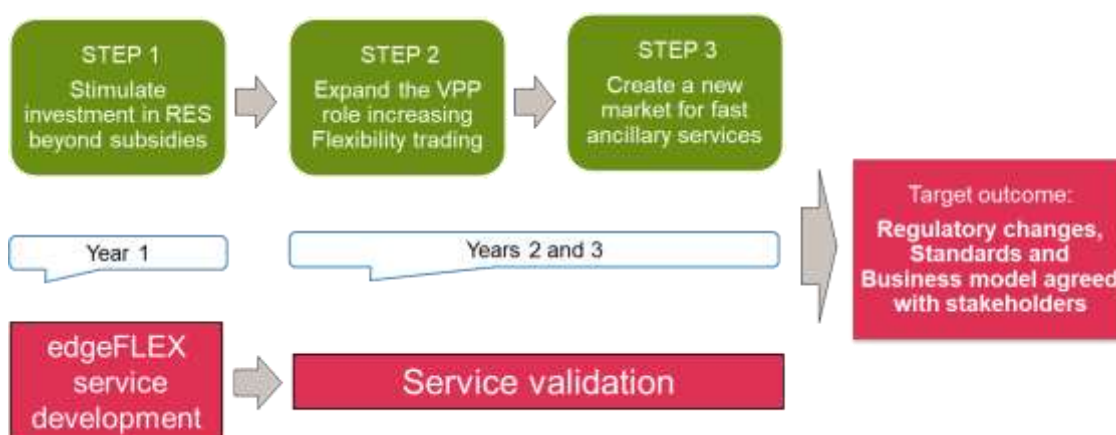 STEP 1
Stimulate
investment in RES
beyond subsidies
STEP 2
Expand the VPP
role increasing
Flexibility trading
STEP 3
Create a new
market for fast
ancillary services
Target outcome:
Regulatory changes,
Standards and
Business model agreed
with stakeholders
Year 1
Years 2 and 3
edgeFLEX
service
development
Service validation